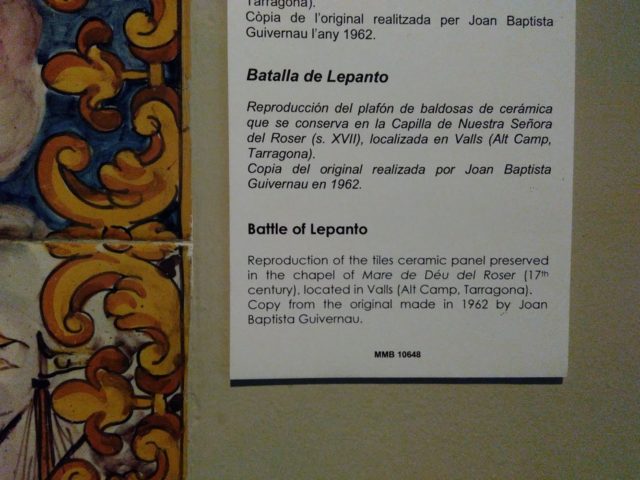 Tarragona).
Còpia de l'original realitzada per Joan Baptista
Guivernau l'any 1962.
Batalla de Lepanto
Reproducción del plafón de baldosas de cerámica
que se conserva en la Capilla de Nuestra Señora
del Roser (s. XVII), localizada en Valls (Alt Camp,
Tarragona).
Copia del original realizada por Joan Baptista
Guivernau en 1962.
Battle of Lepanto
Reproduction of the tiles ceramic panel preserved
in the chapel of Mare de Déu del Roser (17th
century), located in Valls (Alt Camp, Tarragona).
Copy from the original made in 1962 by Joan
Baptista Guivernau.
MMB 10648